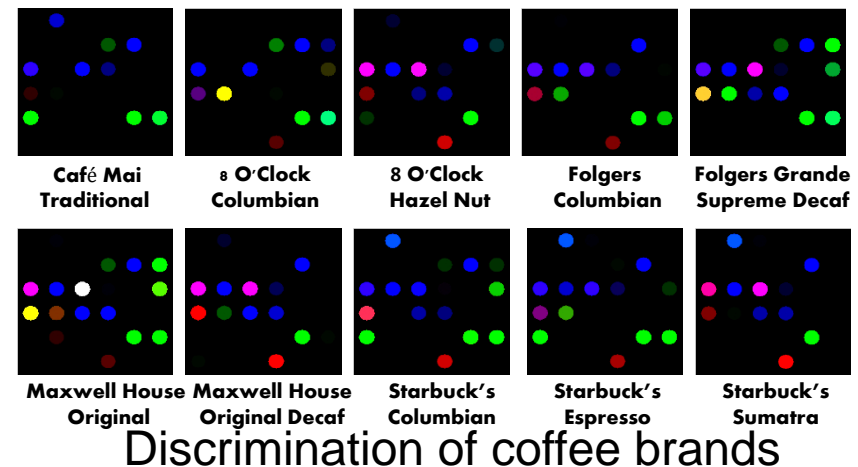 Café Mai
Traditional
8 O'Clock
Columbian
8 O'Clock
Hazel Nut
Folgers
Columbian
Folgers Grande
Supreme Decaf
Maxwell House
Original
Maxwell House
Original Decaf
Starbuck's
Columbian
Starbuck's
Espresso
Starbuck's
Sumatra
Discrimination of coffee brands